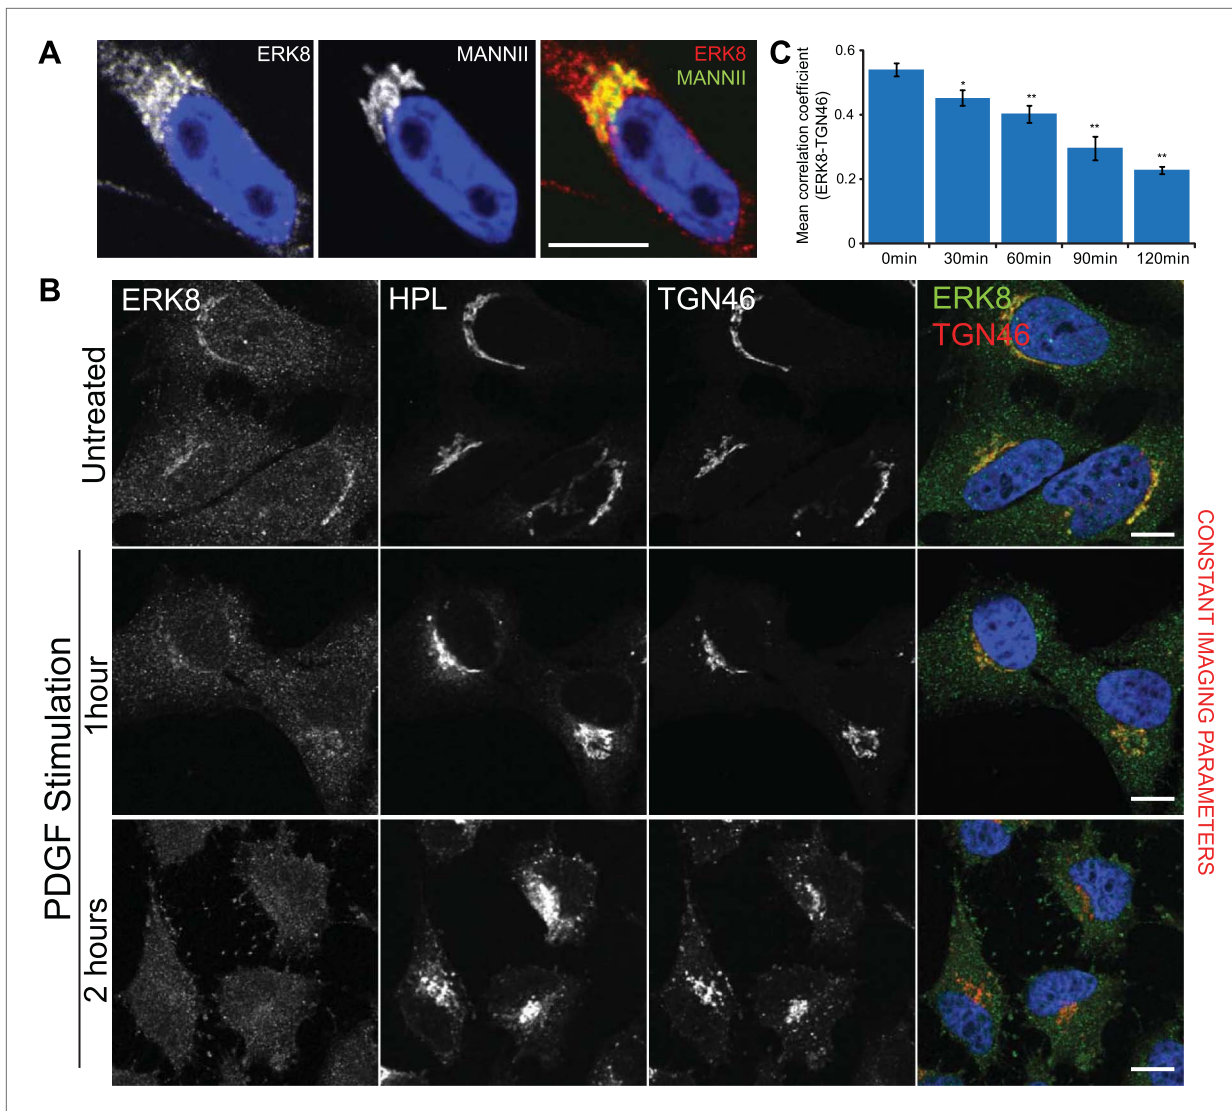 A
ERK8
MANNII
ERK8
MANNII
C
Mean correlation coefficient
(ERK8-TGN46)
0.6
0.4
0.2
0
*
**
**
**
0min
30min
60min
90min
120min
B
ERK8
HPL
TGN46
ERK8
TGN46
Untreated
PDGF Stimulation
1hour
2 hours
CONSTANT IMAGING PARAMETERS